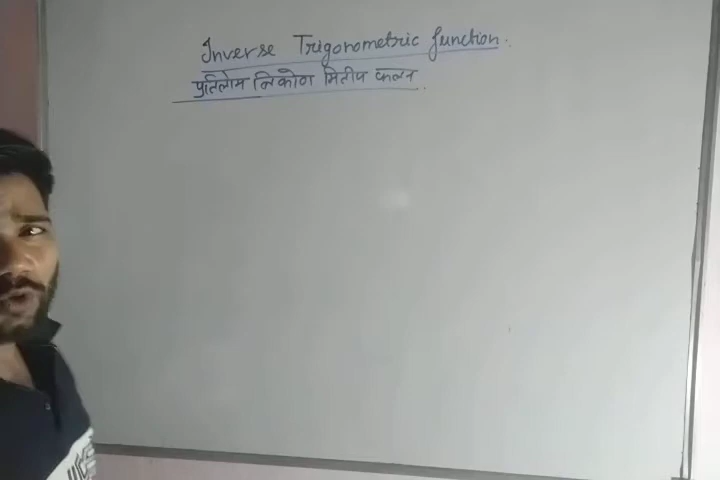 Inverse Trigonometric function.
प्रतिलोम त्रिकोण मितीय फलन.